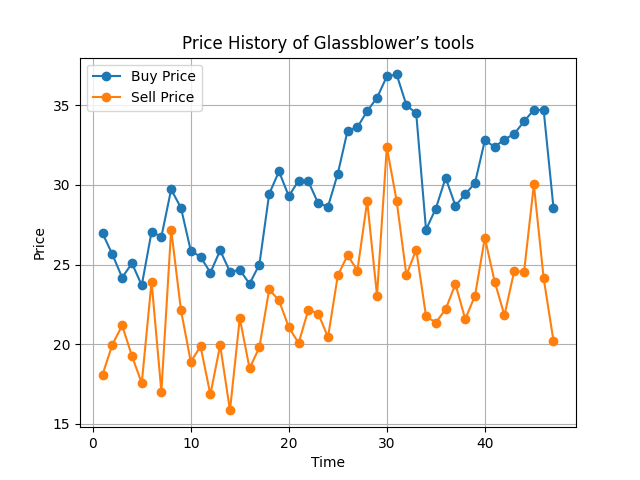 Price History of Glassblower’s tools
Buy Price
Sell Price
Price
35
30
25
20
15
0 10 20 30 40
Time